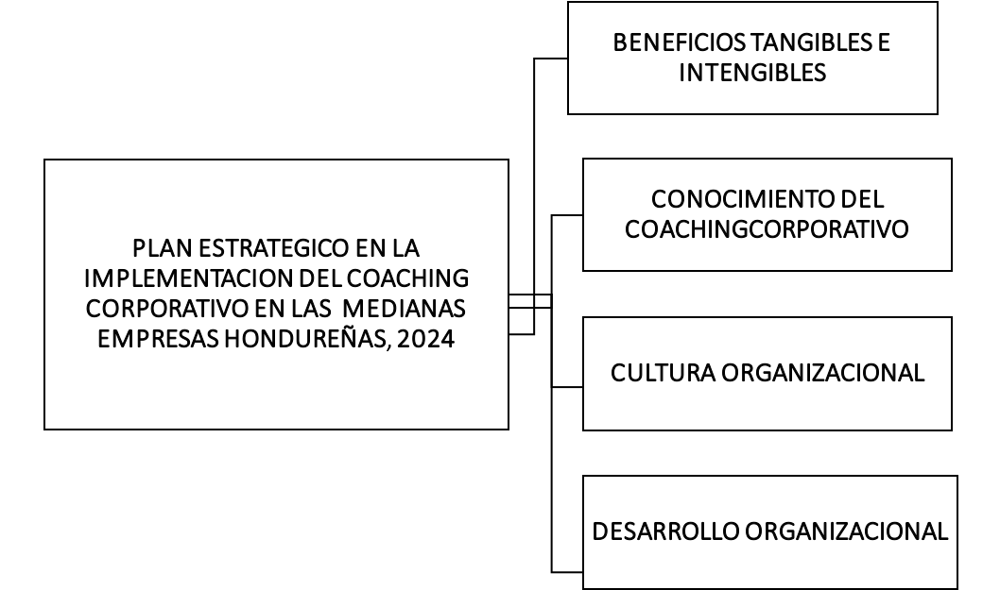 BENEFICIOS TANGIBLES E
INTENGIBLES
CONOCIMIENTO DEL
COACHINGCORPORATIVO
PLAN ESTRATEGICO EN LA
IMPLEMENTACION DEL COACHING
CORPORATIVO EN LAS MEDIANAS
EMPRESAS HONDUREÑAS, 2024
CULTURA ORGANIZACIONAL
DESARROLLO ORGANIZACIONAL